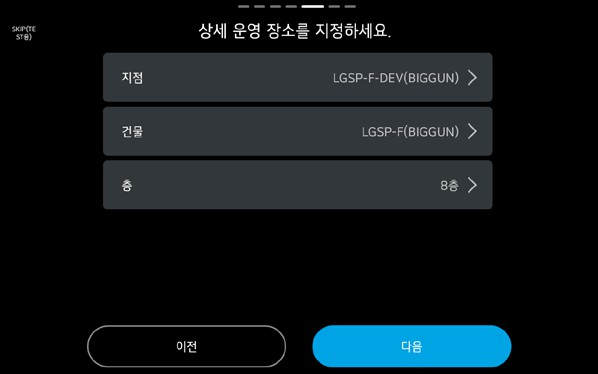 상세 운영 장소를 지정하세요.
SKIP(TE
ST용)
지점 LGSP-F-DEV(BIGGUN)
건물 LGSP-F(BIGGUN)
층 8층
이전 다음